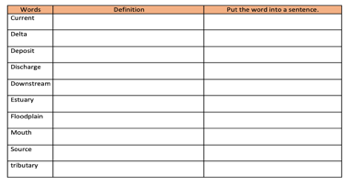 Words Definition Put the word into a sentence.
Current
Delta
Deposit
Discharge
Downstream
Estuary
Floodplain
Mouth
Source
tributary